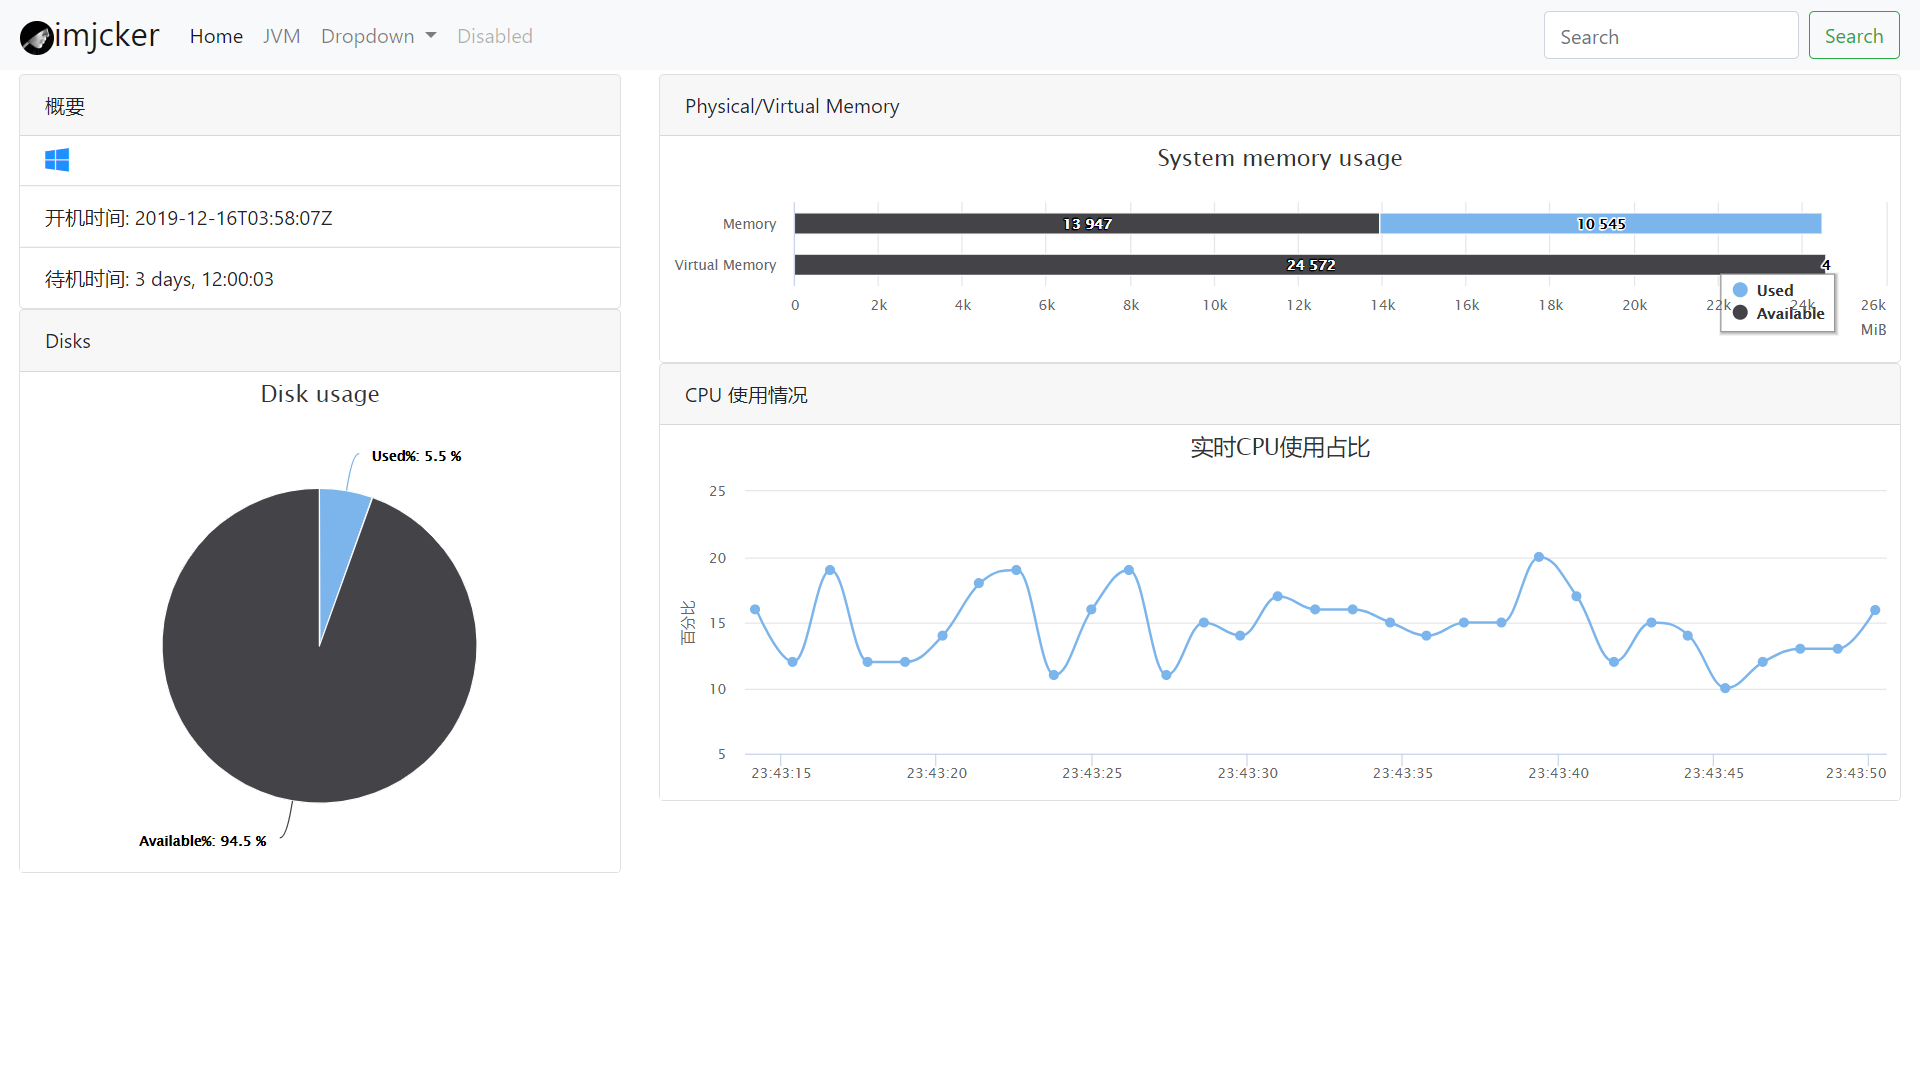 imjcker Home JVM Dropdown Disabled Search Search
概要
开机时间: 2019-12-16T03:58:07Z
待机时间: 3 days, 12:00:03
Disks
Disk usage
Used%: 5.5 %
Available%: 94.5 %
Physical/Virtual Memory
System memory usage
Memory 13 947 10 545
Virtual Memory 24 572 4
0 2k 4k 6k 8k 10k 12k 14k 16k 18k 20k 22k 24k 26k
MiB
Used
Available
CPU 使用情况
实时CPU使用占比
百分比
25
20
15
10
5
23:43:15 23:43:20 23:43:25 23:43:30 23:43:35 23:43:40 23:43:45 23:43:50